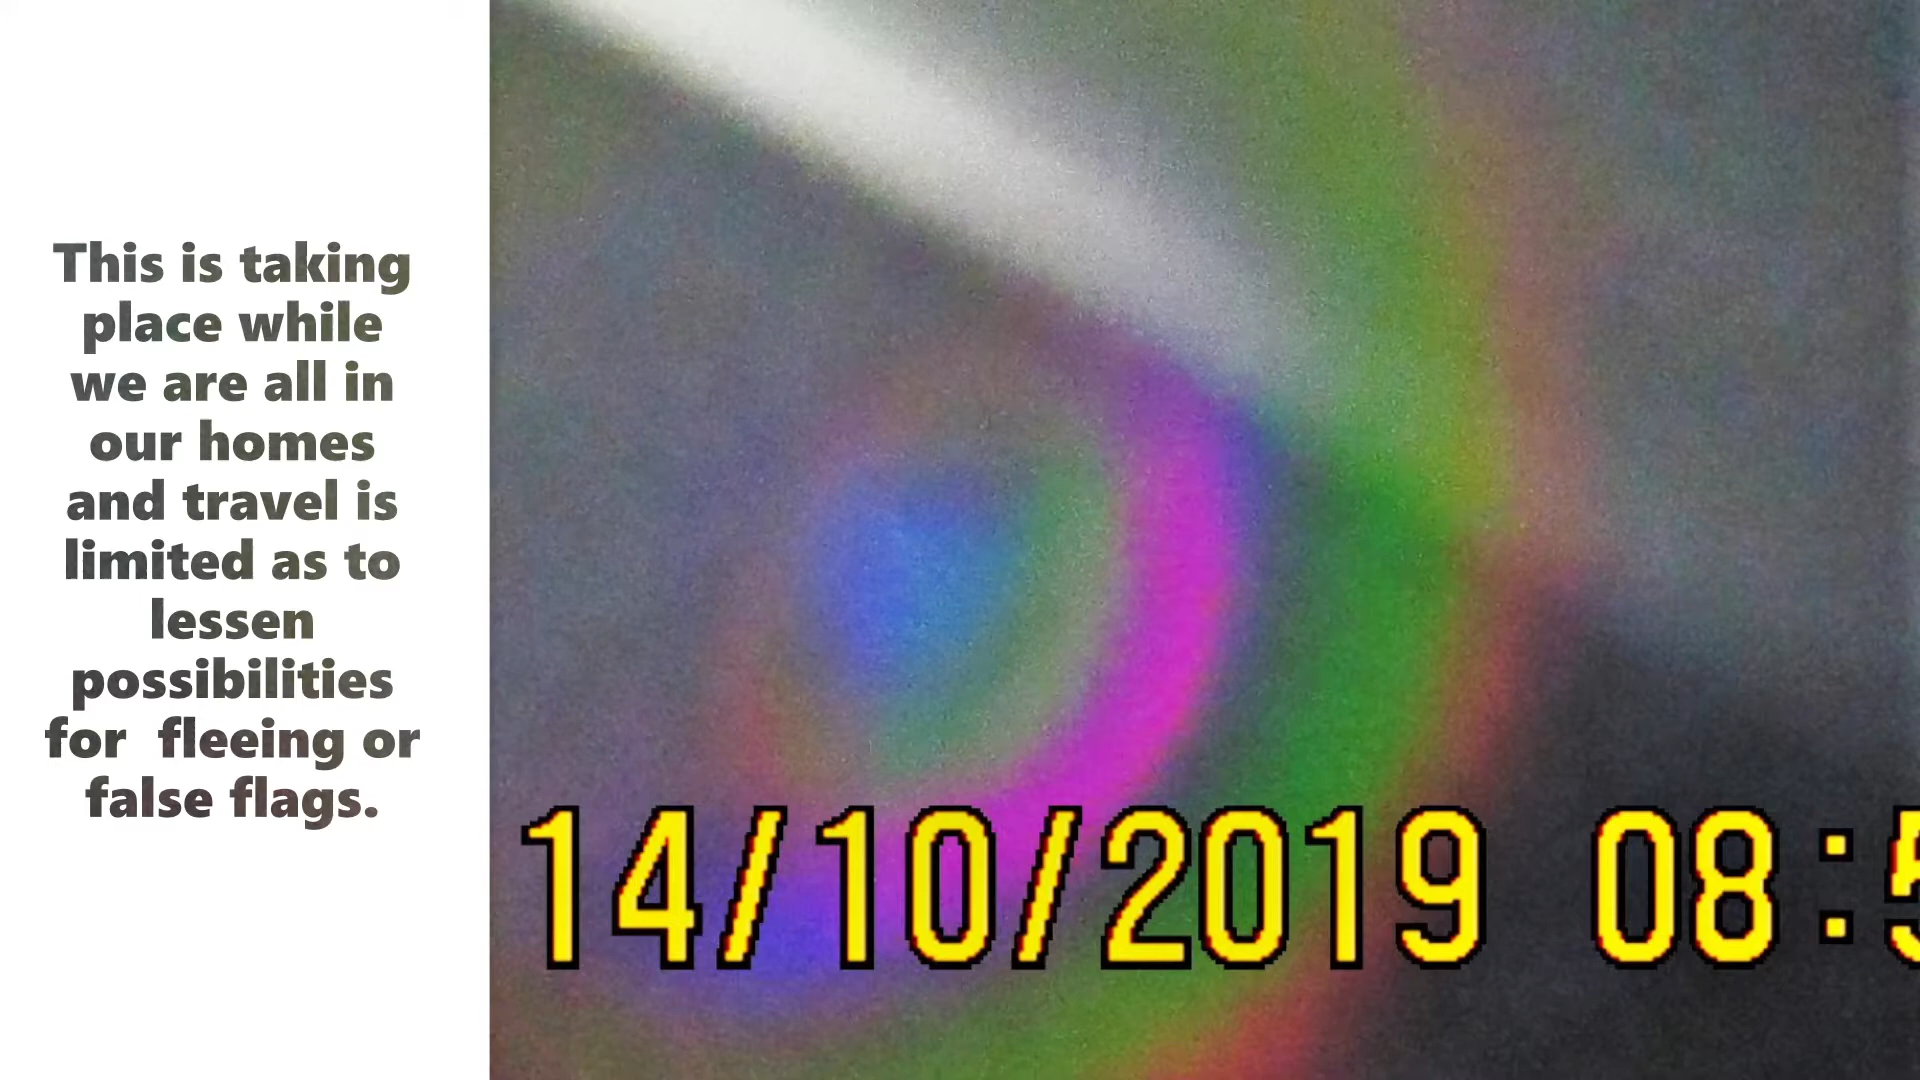 This is taking
place while
we are all in
our homes
and travel is
limited as to
lessen
possibilities
for  fleeing or
false flags.
14/10/2019 08:5